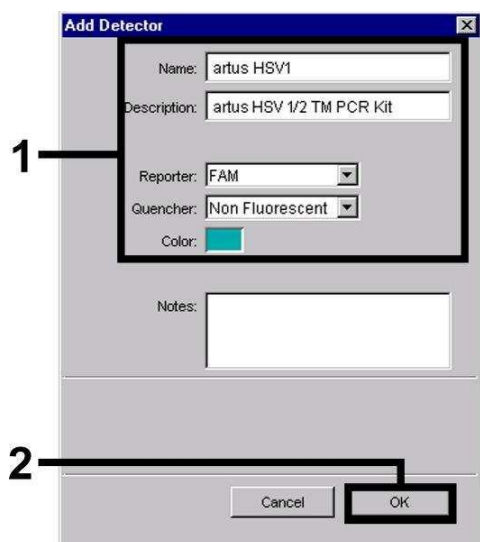 Add Detector
Name: artus HSV1
Description: artus HSV 1/2 TM PCR Kit
1
Reporter: FAM
Quencher: Non Fluorescent
Color:
Notes:
2
Cancel OK